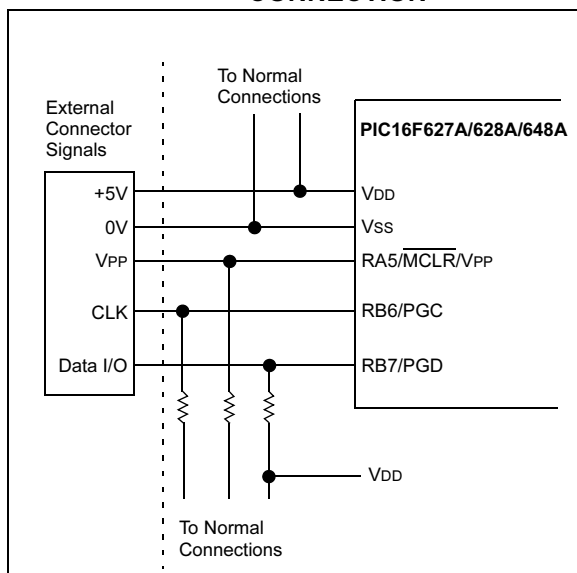 To Normal
Connections
External
Connector
Signals
PIC16F627A/628A/648A
+5V
VDD
0V
VSS
VPP
RA5/MCLR/VPP
CLK
RB6/PGC
Data I/O
RB7/PGD
VDD
To Normal
Connections